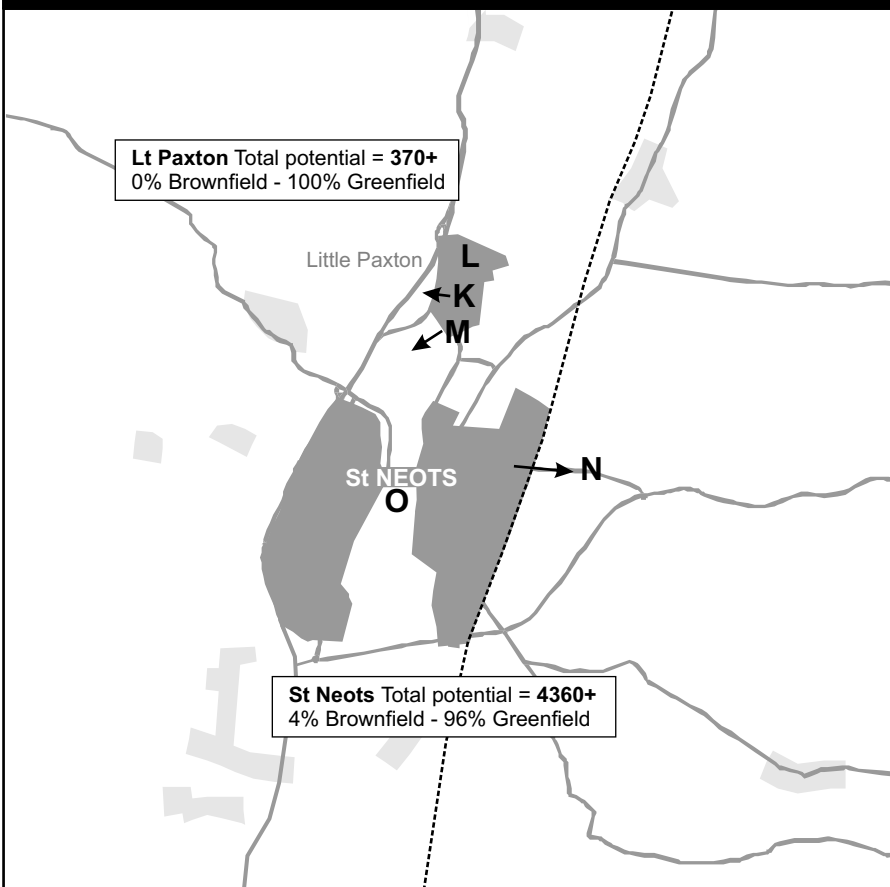 Lt Paxton Total potential = 370+
0% Brownfield - 100% Greenfield
Little Paxton
L
K
M
N
St NEOTS
O
St Neots Total potential = 4360+
4% Brownfield - 96% Greenfield